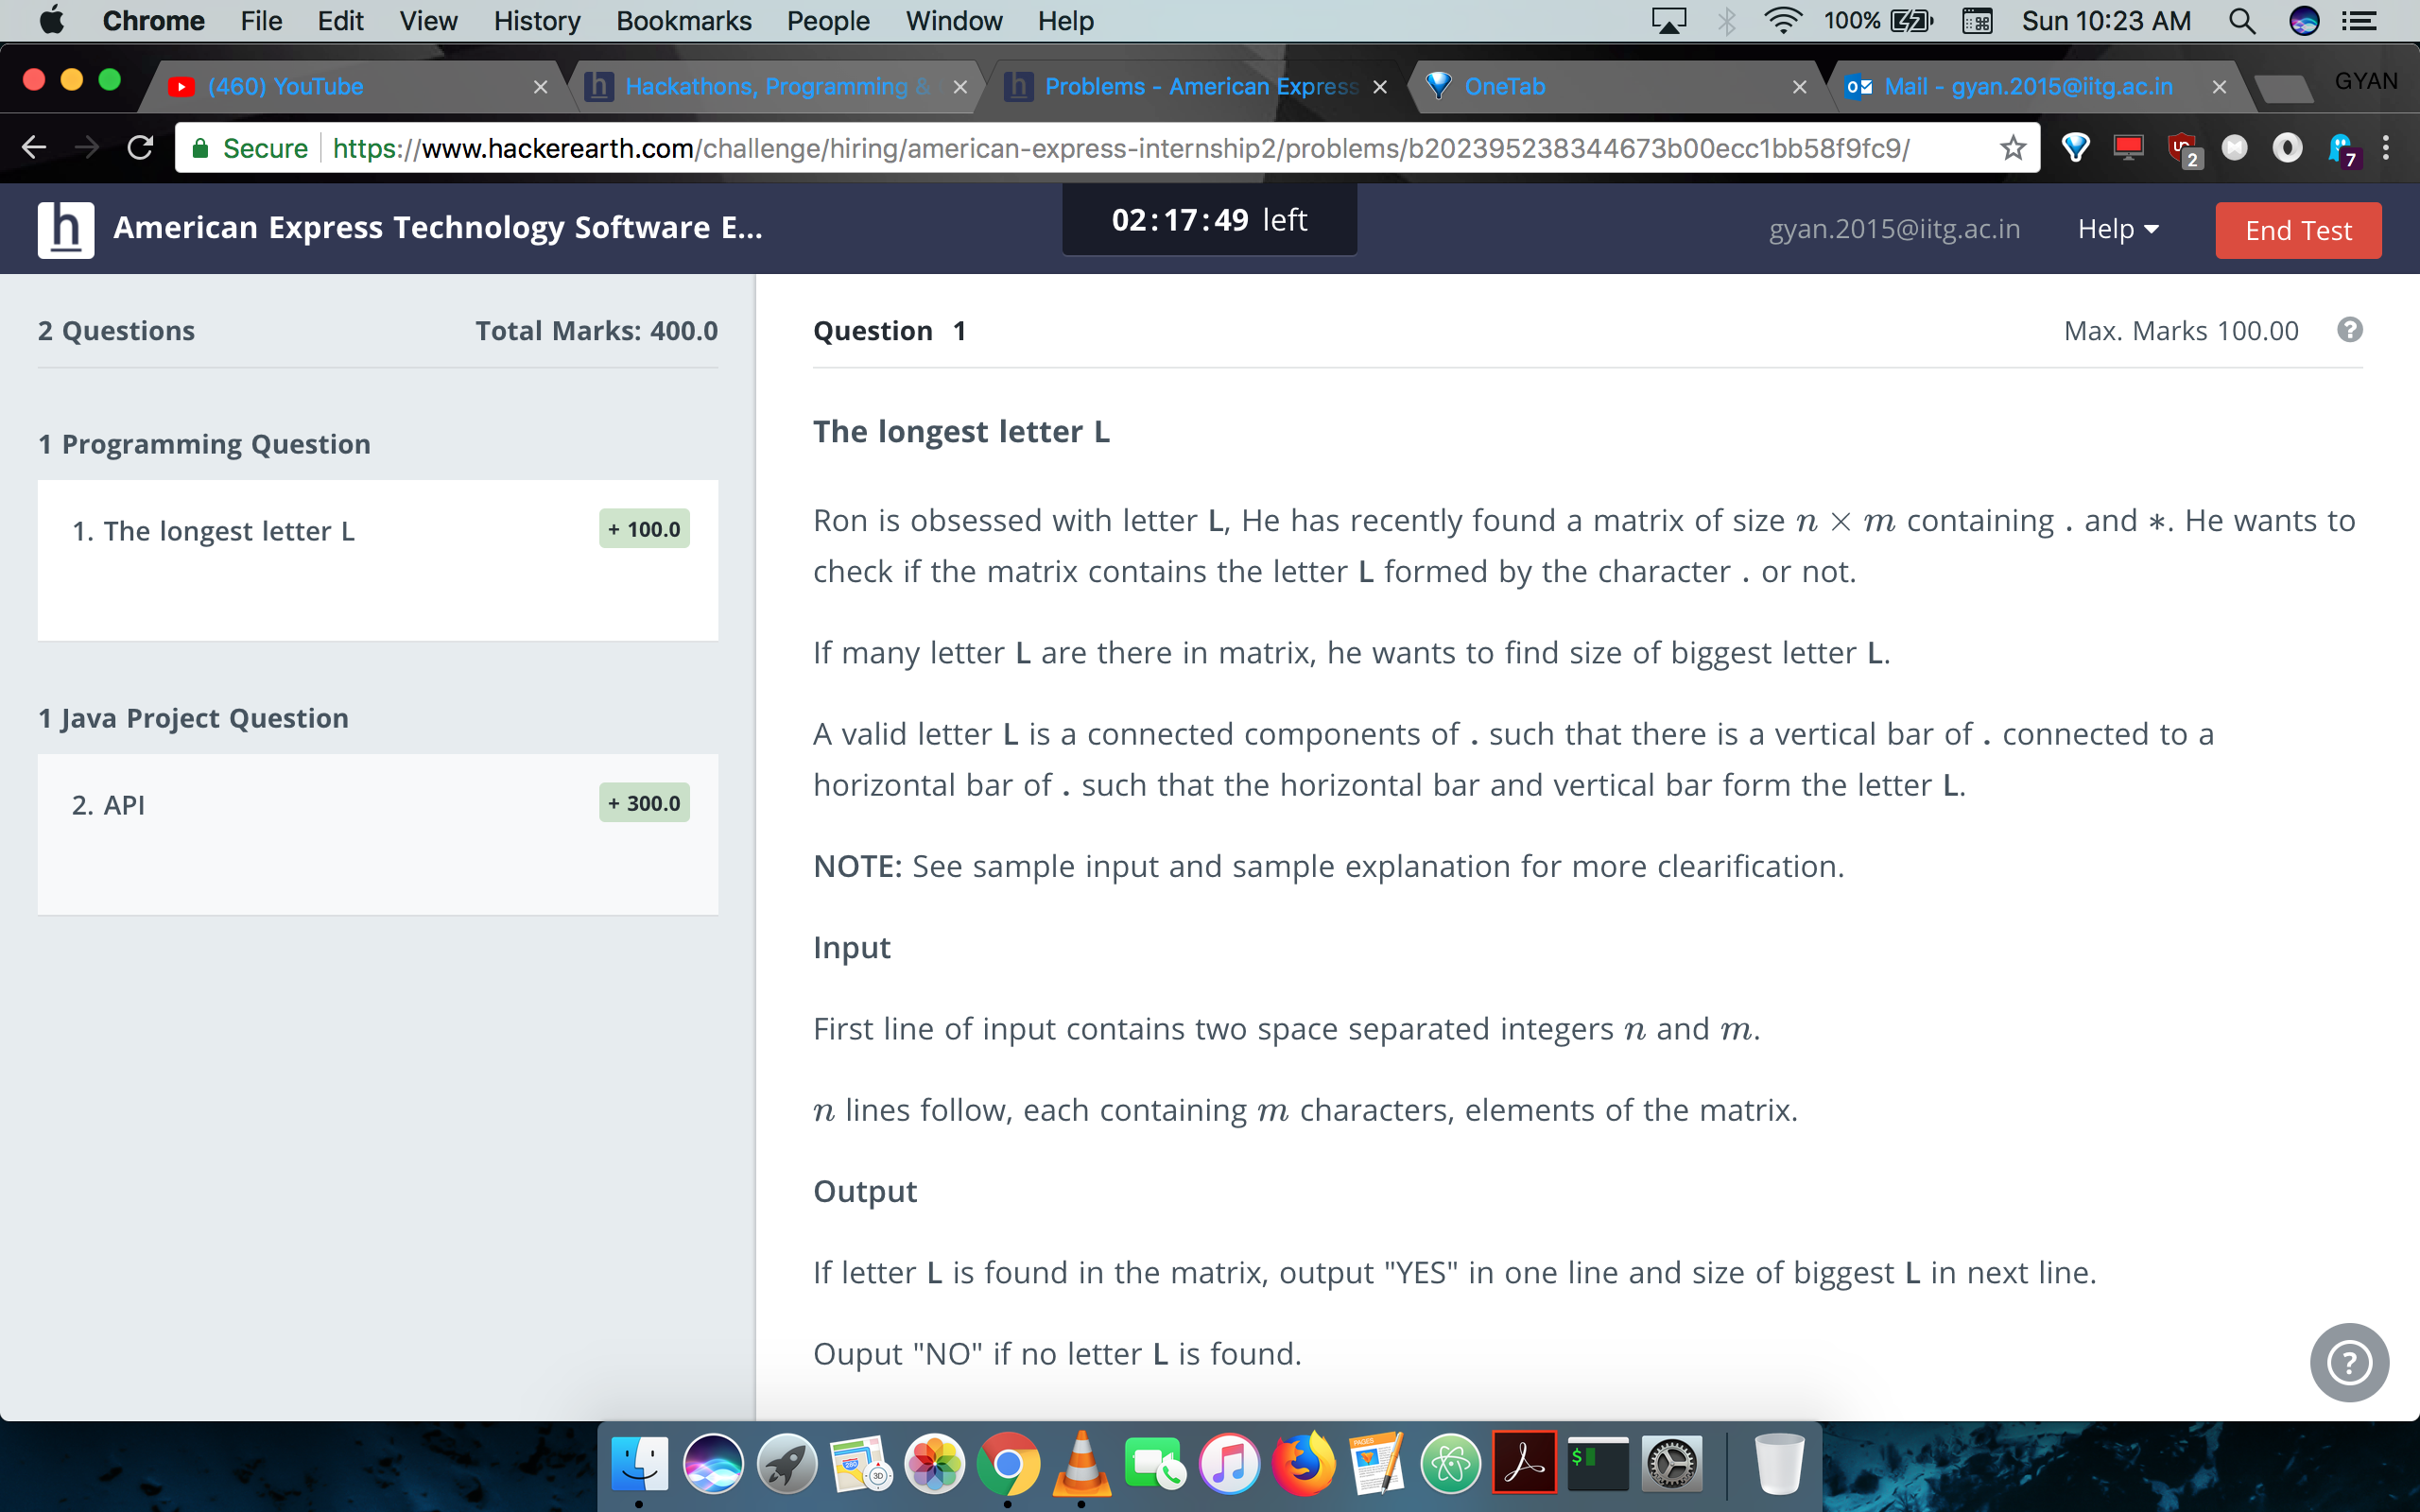 Chrome File Edit View History Bookmarks People Window Help 100% Sun 10:23 AM
(460) YouTube Hackathons, Programming & Problems - American Express OneTab Mail - gyan.2015@iitg.ac.in GYAN
Secure https://www.hackerearth.com/challenge/hiring/american-express-internship2/problems/b202395238344673b00ecc1bb58f9fc9/ 2 7
h American Express Technology Software E... 02:17:49 left gyan.2015@iitg.ac.in Help End Test
2 Questions Total Marks: 400.0
1 Programming Question
1. The longest letter L + 100.0
1 Java Project Question
2. API + 300.0
Question 1 Max. Marks 100.00 ?
The longest letter L
Ron is obsessed with letter L, He has recently found a matrix of size n × m containing . and *. He wants to
check if the matrix contains the letter L formed by the character . or not.
If many letter L are there in matrix, he wants to find size of biggest letter L.
A valid letter L is a connected components of . such that there is a vertical bar of . connected to a
horizontal bar of . such that the horizontal bar and vertical bar form the letter L.
NOTE: See sample input and sample explanation for more clearification.
Input
First line of input contains two space separated integers n and m.
n lines follow, each containing m characters, elements of the matrix.
Output
If letter L is found in the matrix, output "YES" in one line and size of biggest L in next line.
Ouput "NO" if no letter L is found.
?